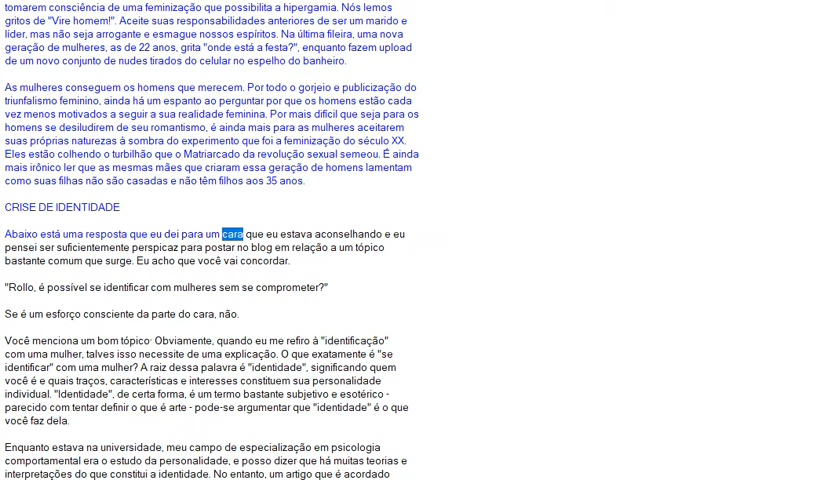 tomarem consciência de uma feminização que possibilita a hipergamia. Nós lemos
gritos de "Vire homem!". Aceite suas responsabilidades anteriores de ser um marido e
líder, mas não seja arrogante e esmague nossos espíritos. Na última fileira, uma nova
geração de mulheres, as de 22 anos, grita "onde está a festa?", enquanto fazem upload
de um novo conjunto de nudes tirados do celular no espelho do banheiro.
As mulheres conseguem os homens que merecem. Por todo o gorjeio e publicização do
triunfalismo feminino, ainda há um espanto ao perguntar por que os homens estão cada
vez menos motivados a seguir a sua realidade feminina. Por mais difícil que seja para os
homens se desiludirem de seu romantismo, é ainda mais para as mulheres aceitarem
suas próprias naturezas à sombra do experimento que foi a feminização do século XX.
Eles estão colhendo o turbilhão que o Matriarcado da revolução sexual semeou. É ainda
mais irônico ler que as mesmas mães que criaram essa geração de homens lamentam
como suas filhas não são casadas e não têm filhos aos 35 anos.
CRISE DE IDENTIDADE
Abaixo está uma resposta que eu dei para um cara que eu estava aconselhando e eu
pensei ser suficientemente perspicaz para postar no blog em relação a um tópico
bastante comum que surge. Eu acho que você vai concordar.
"Rollo, é possível se identificar com mulheres sem se comprometer?"
Se é um esforço consciente da parte do cara, não.
Você menciona um bom tópico· Obviamente, quando eu me refiro à "identificação"
com uma mulher, talves isso necessite de uma explicação. O que exatamente é "se
identificar" com uma mulher? A raiz dessa palavra é "identidade", significando quem
você é e quais traços, características e interesses constituem sua personalidade
individual. "Identidade", de certa forma, é um termo bastante subjetivo e esotérico -
parecido com tentar definir o que é arte - pode-se argumentar que "identidade" é o que
você faz dela.
Enquanto estava na universidade, meu campo de especialização em psicologia
comportamental era o estudo da personalidade, e posso dizer que há muitas teorias e
interpretações do que constitui a identidade. No entanto, um artigo que é acordado